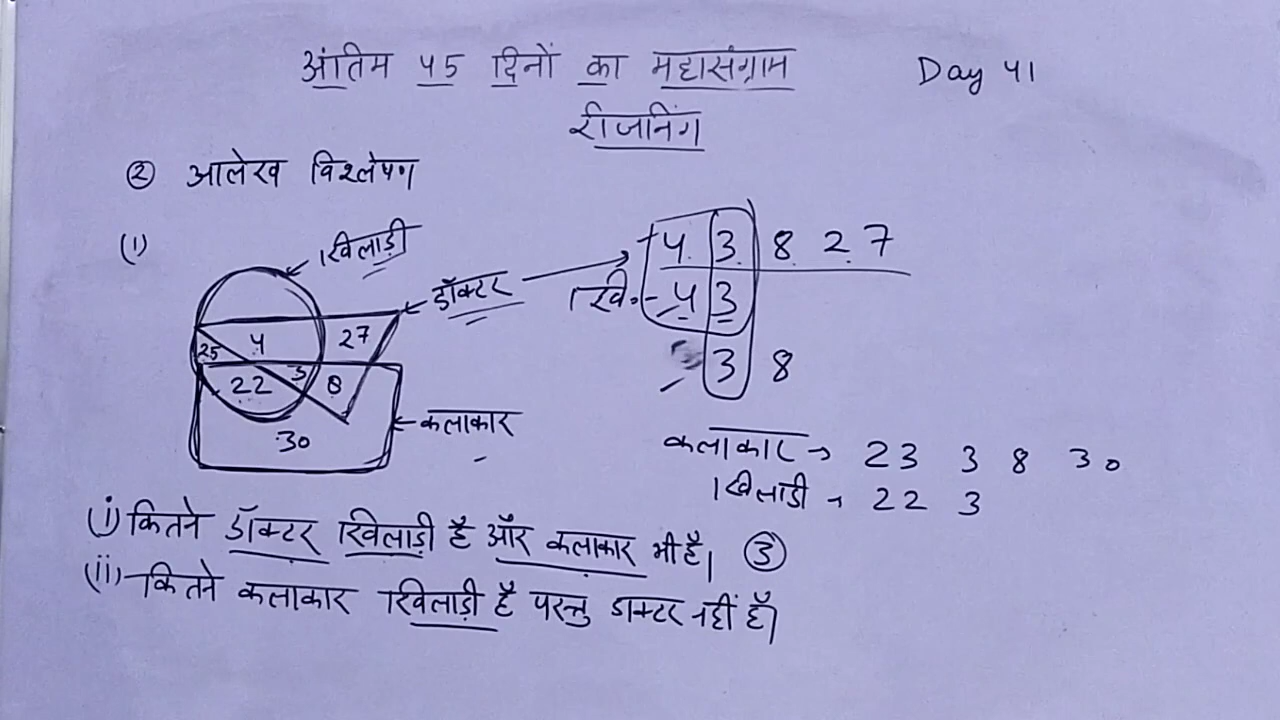 अंतिम 45 दिनों का महासंग्राम Day 41
रीजनिंग
② आलेख विश्लेषण
(1)
खिलाड़ी
डॉक्टर
4 3 8 2 7
खि. - 4 3
3 8
25 4 27
22 3 8
30
कलाकार
कलाकार → 23 3 8 30
खिलाडी → 22 3
(i) कितने डॉक्टर खिलाड़ी है और कलाकार भी है। ③
(ii) कितने कलाकार खिलाड़ी है परन्तु डाक्टर नहीं है।